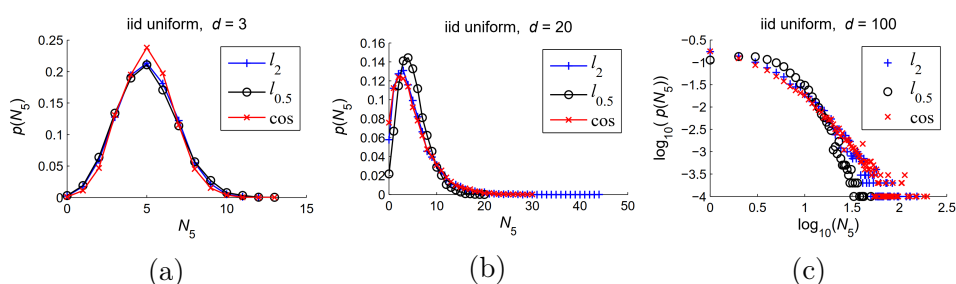 iid uniform, d = 3
0.25
0.2
0.15
0.1
0.05
0
p(N5)
0 5 10 15
N5
l2
l0.5
cos
(a)
iid uniform, d = 20
0.16
0.14
0.12
0.10
0.08
0.06
0.04
0.02
0
p(N5)
0 10 20 30 40 50
N5
l2
l0.5
cos
(b)
iid uniform, d = 100
-0.5
-1
-1.5
-2
-2.5
-3
-3.5
-4
log10( p(N5))
0 0.5 1.0 1.5 2 2.5
log10(N5)
l2
l0.5
cos
(c)